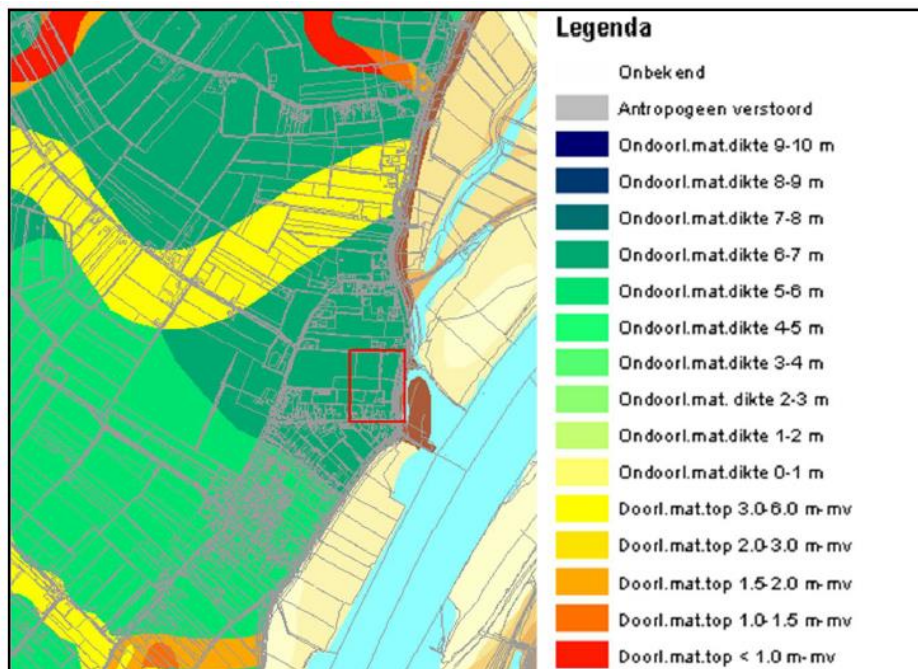 Legenda
Onbekend
Antropogeen verstoord
Ondoorl.mat.dikte 9-10 m
Ondoorl.mat.dikte 8-9 m
Ondoorl.mat.dikte 7-8 m
Ondoorl.mat.dikte 6-7 m
Ondoorl.mat.dikte 5-6 m
Ondoorl.mat.dikte 4-5 m
Ondoorl.mat.dikte 3-4 m
Ondoorl.mat. dikte 2-3 m
Ondoorl.mat.dikte 1-2 m
Ondoorl.mat.dikte 0-1 m
Doorl.mat.top 3.0-6.0 m-mv
Doorl.mat.top 2.0-3.0 m-mv
Doorl.mat.top 1.5-2.0 m-mv
Doorl.mat.top 1.0-1.5 m-mv
Doorl.mat.top < 1.0 m-mv